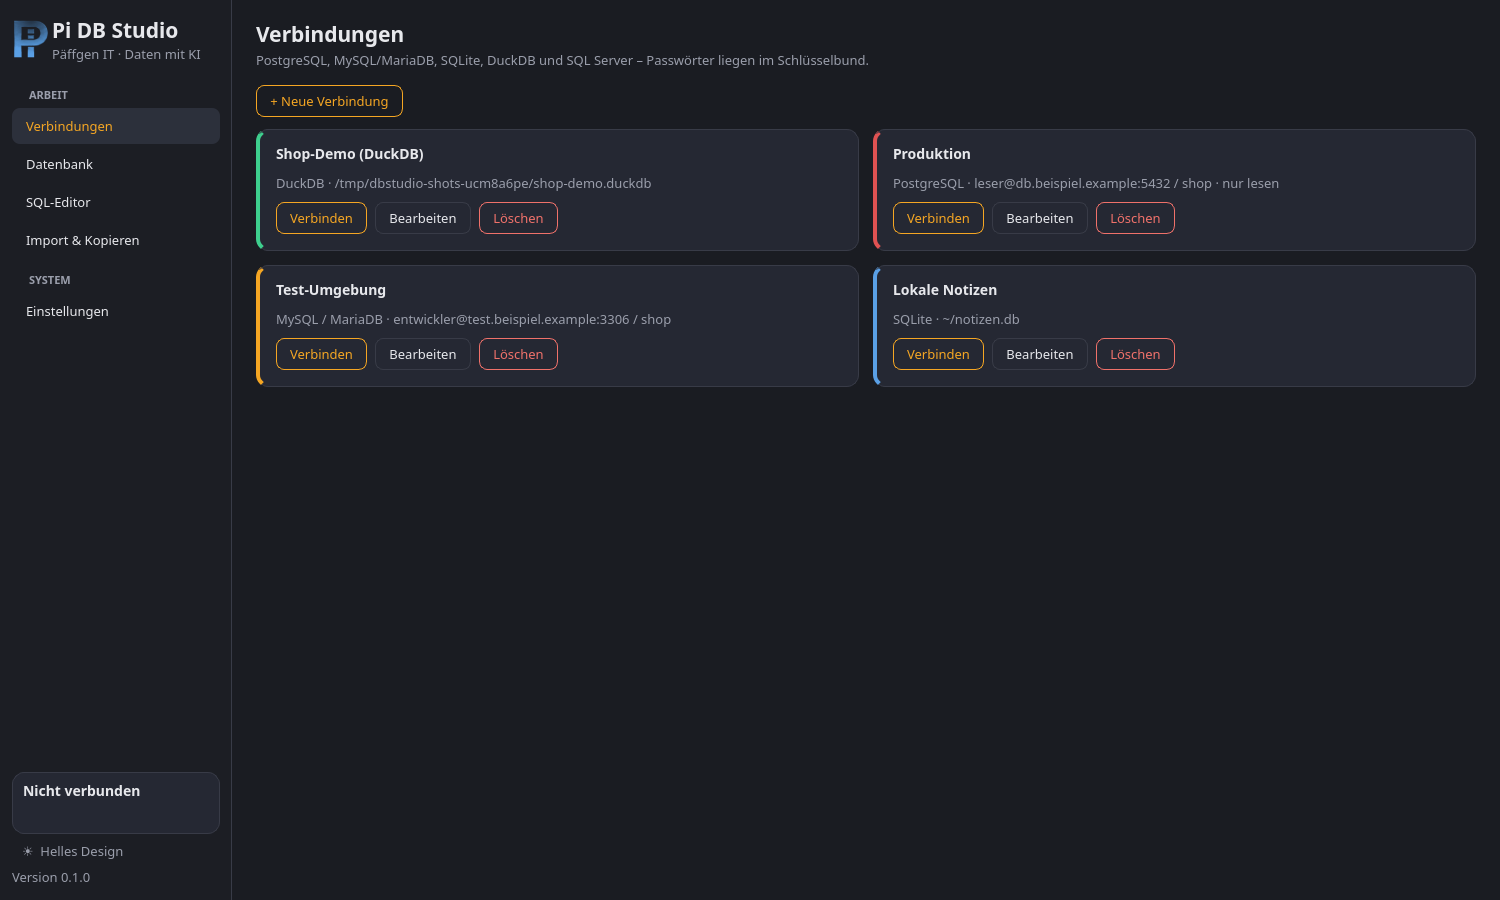 Pi DB Studio
Päffgen IT · Daten mit KI
ARBEIT
Verbindungen
Datenbank
SQL-Editor
Import & Kopieren
SYSTEM
Einstellungen
Nicht verbunden
☀ Helles Design
Version 0.1.0
Verbindungen
PostgreSQL, MySQL/MariaDB, SQLite, DuckDB und SQL Server – Passwörter liegen im Schlüsselbund.
+ Neue Verbindung
Shop-Demo (DuckDB)
DuckDB · /tmp/dbstudio-shots-ucm8a6pe/shop-demo.duckdb
Verbinden Bearbeiten Löschen
Produktion
PostgreSQL · leser@db.beispiel.example:5432 / shop · nur lesen
Verbinden Bearbeiten Löschen
Test-Umgebung
MySQL / MariaDB · entwickler@test.beispiel.example:3306 / shop
Verbinden Bearbeiten Löschen
Lokale Notizen
SQLite · ~/notizen.db
Verbinden Bearbeiten Löschen